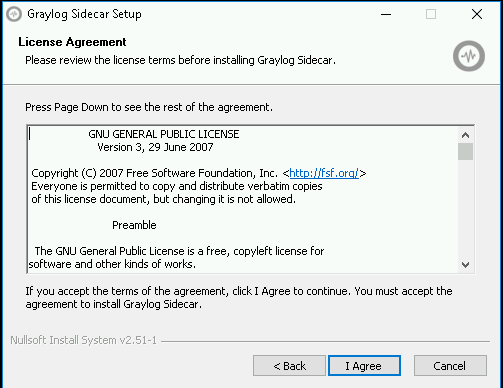 Graylog Sidecar Setup
License Agreement
Please review the license terms before installing Graylog Sidecar.
Press Page Down to see the rest of the agreement.
GNU GENERAL PUBLIC LICENSE
Version 3, 29 June 2007
Copyright (C) 2007 Free Software Foundation, Inc. <http://fsf.org/>
Everyone is permitted to copy and distribute verbatim copies
of this license document, but changing it is not allowed.
Preamble
The GNU General Public License is a free, copyleft license for
software and other kinds of works.
If you accept the terms of the agreement, click I Agree to continue. You must accept the
agreement to install Graylog Sidecar.
Nullsoft Install System v2.51-1
< Back
I Agree
Cancel